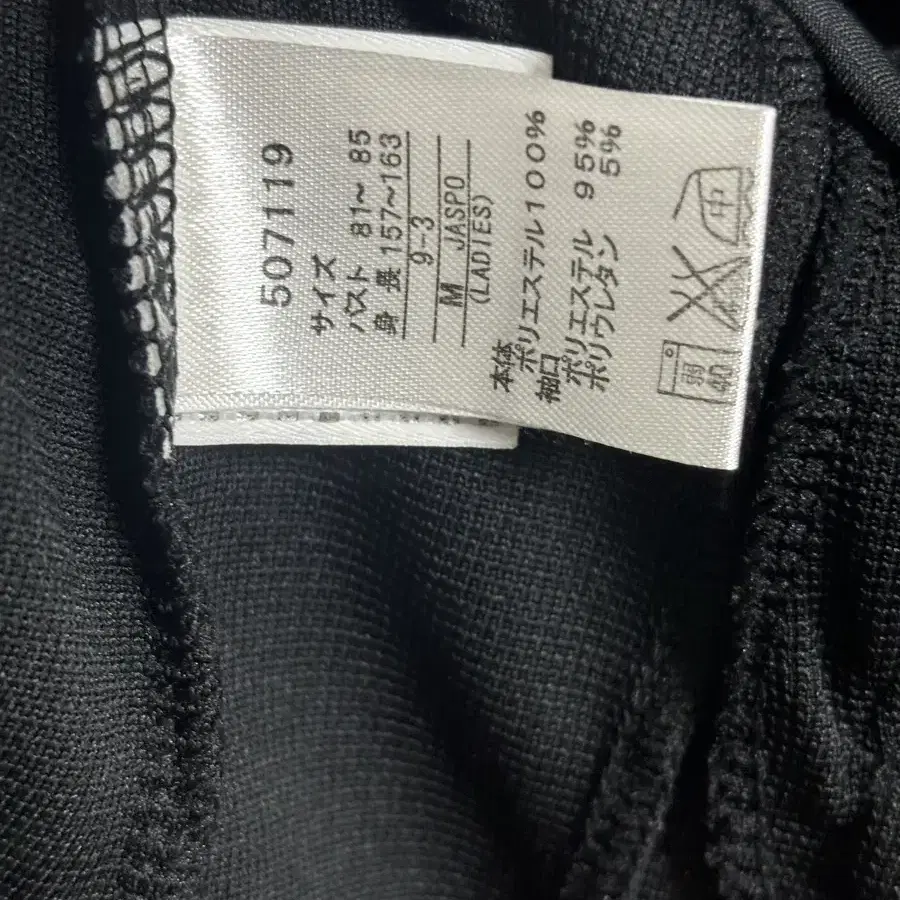 507119
サイズ
バスト 81～ 85
身 長 157～163
9-3
M JASPO
(LADIES)
本体
ポリエステル100%
袖口
ポリエステル 95%
ポリウレタン 5%
弱
40
中